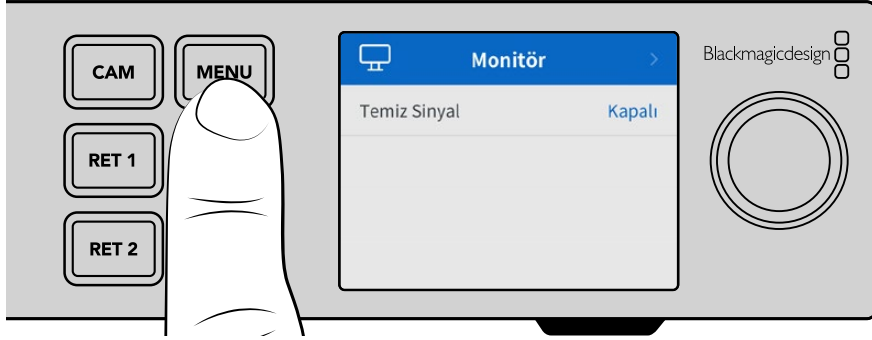 CAM
MENU
RET 1
RET 2
Monitör
Temiz Sinyal
Kapalı
Blackmagicdesign